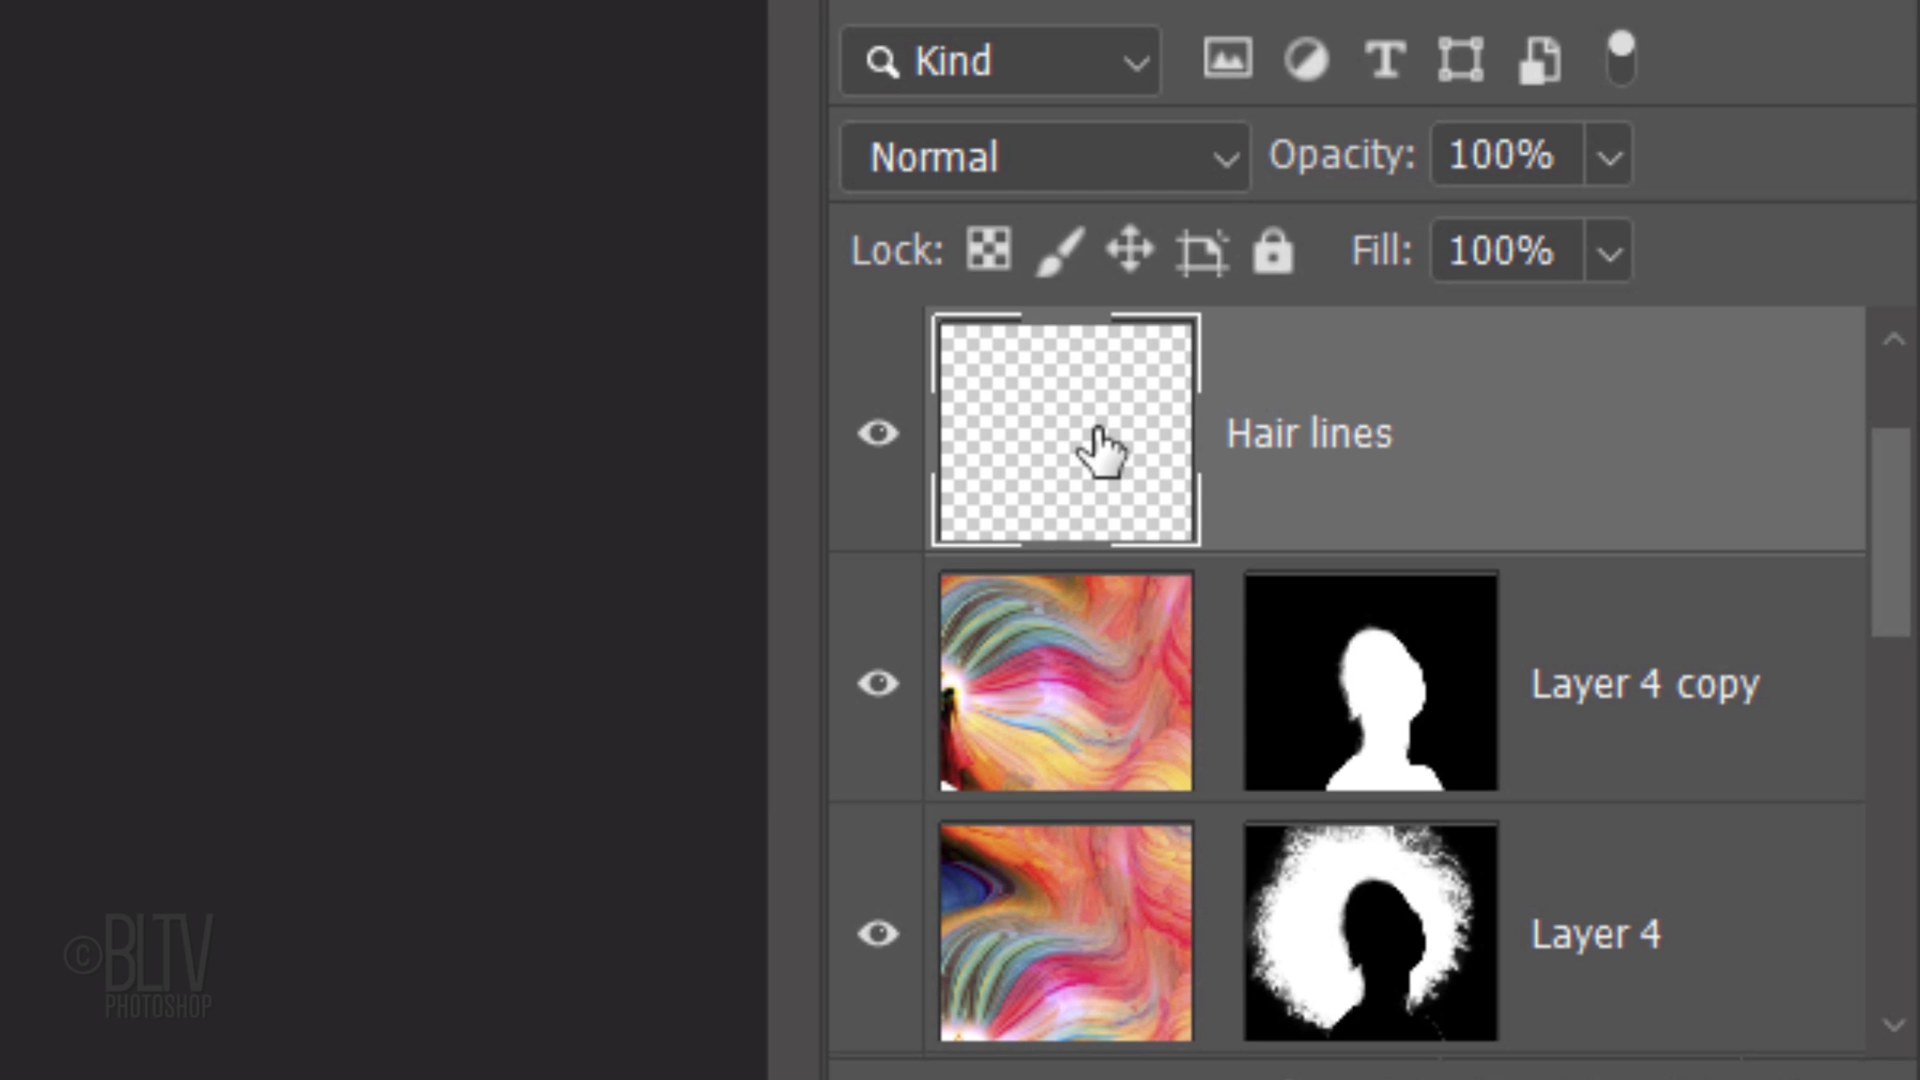 Kind
Normal
Opacity: 100%
Lock:
Fill: 100%
Hair lines
Layer 4 copy
Layer 4
©BLTV
PHOTOSHOP